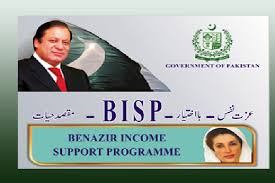 GOVERNMENT OF PAKISTAN
عزت نفس - بااختیار - BISP - مقصد حیات
BENAZIR INCOME
SUPPORT PROGRAMME